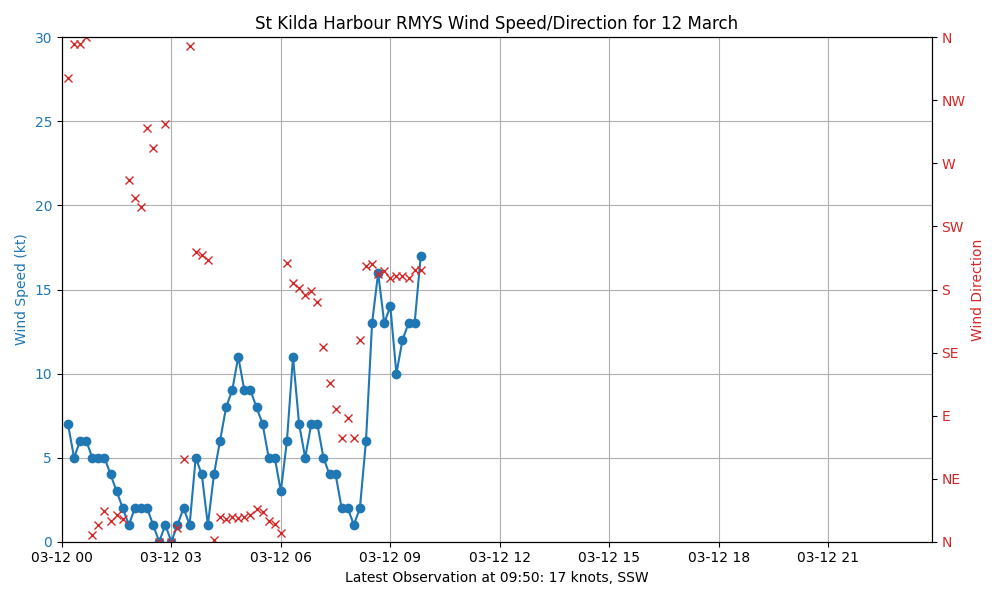 St Kilda Harbour RMYS Wind Speed/Direction for 12 March
30
25
20
15
10
5
0
Wind Speed (kt)
N
NW
W
SW
S
SE
E
NE
N
Wind Direction
03-12 00
03-12 03
03-12 06
03-12 09
03-12 12
03-12 15
03-12 18
03-12 21
Latest Observation at 09:50: 17 knots, SSW